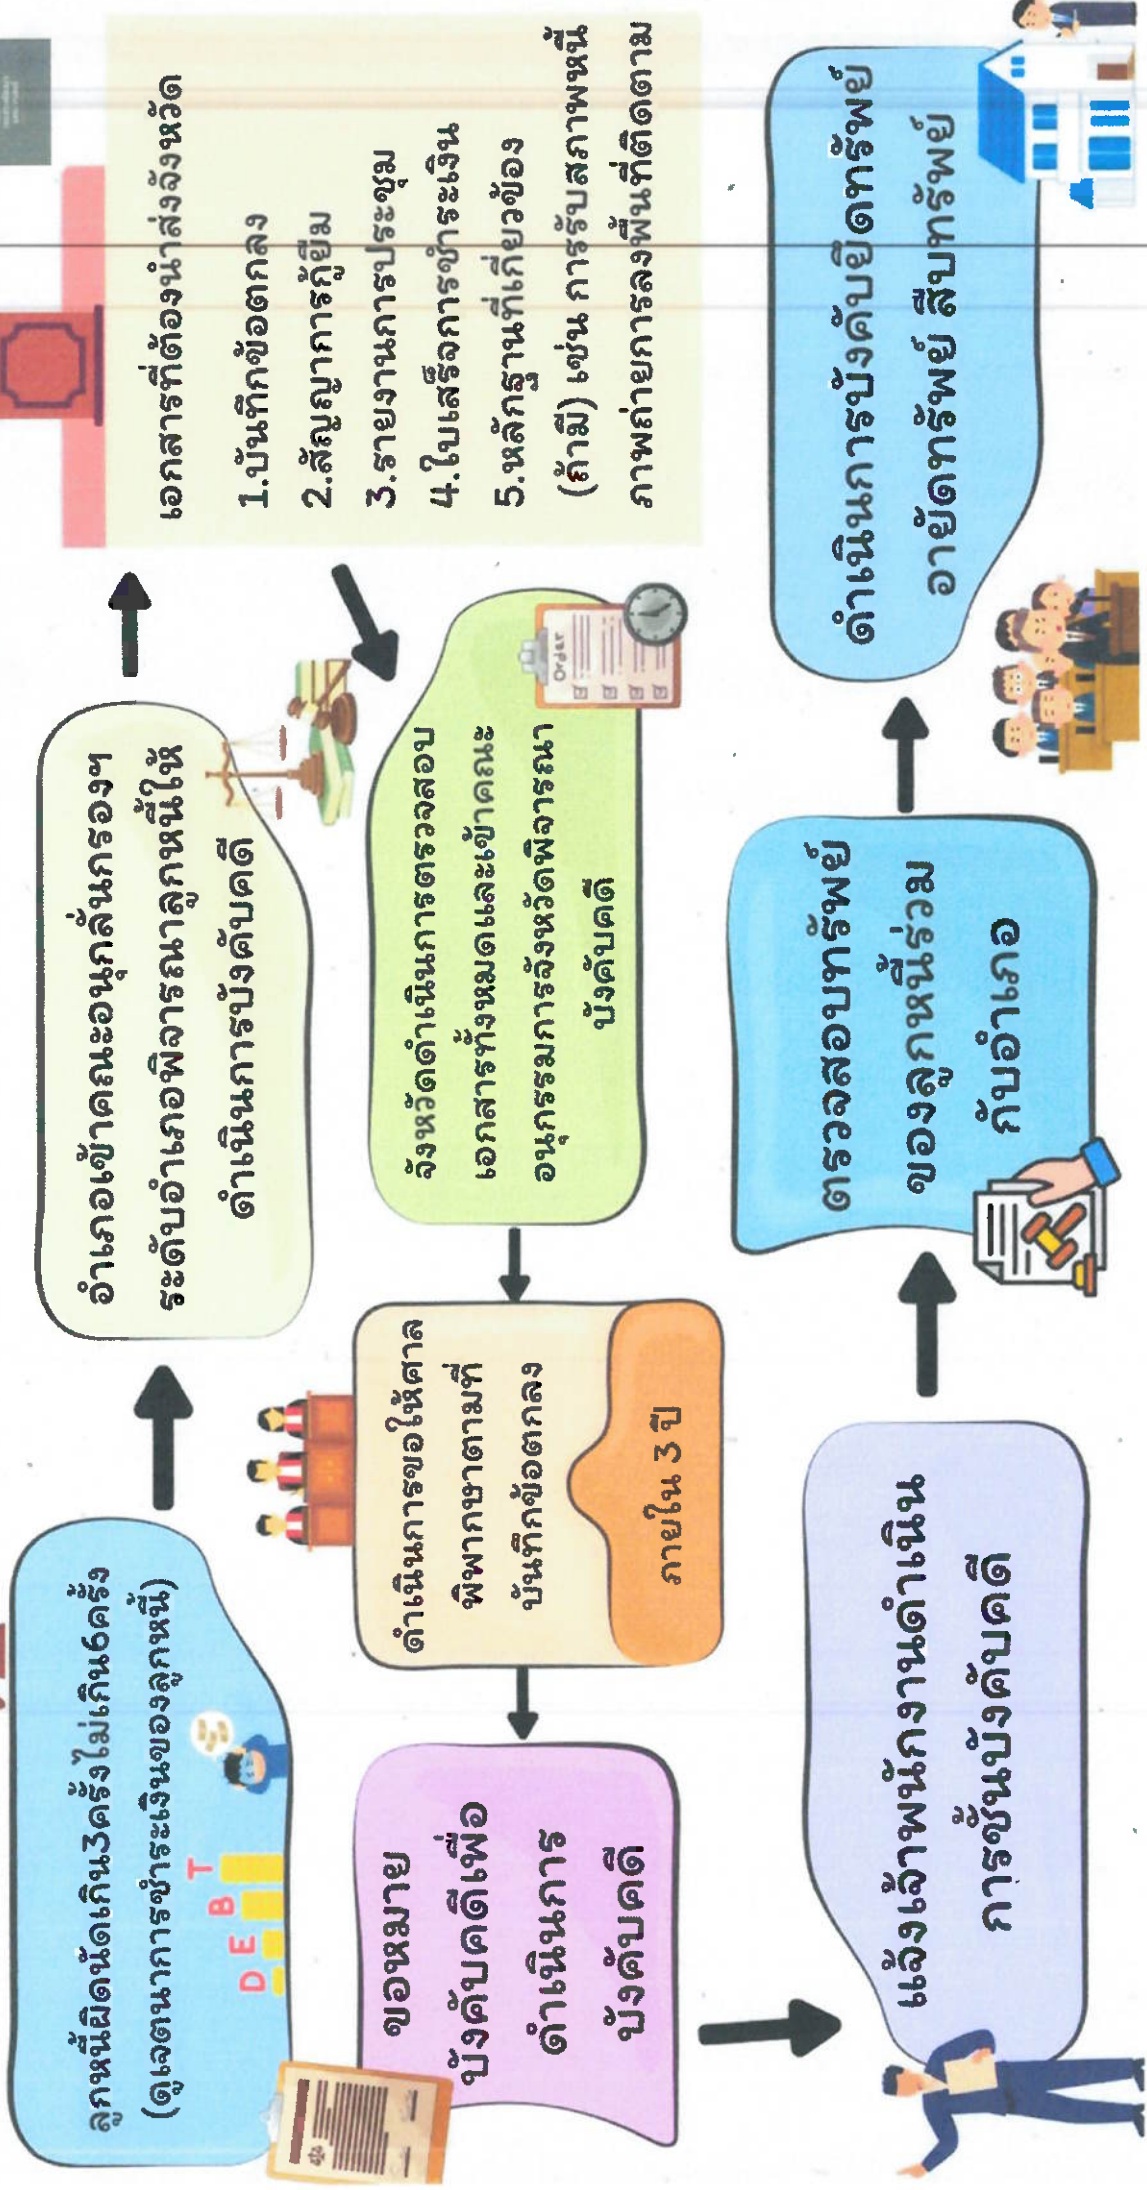 ลูกหนี้ผิดนัดเกิน3ครั้งไม่เกิน6ครั้ง
(ดูเจตนาการชำระเงินของลูกหนี้)
D E B T
อำเภอเข้าคณะอนุกลั่นกรองฯ
ระดับอำเภอพิจารณาลูกหนี้ให้
ดำเนินการบังคับคดี
เอกสารที่ต้องนำส่งจังหวัด
1.บันทึกข้อตกลง
2.สัญญาการกู้ยืม
3.รายงานการประชุม
4.ใบเสร็จการชำระเงิน
5.หลักฐานที่เกี่ยวข้อง
(ถ้ามี) เช่น การรับสภาพหนี้
ภาพถ่ายการลงพื้นที่ติดตาม
จังหวัดดำเนินการตรวจสอบ
เอกสารทั้งหมดและเข้าคณะ
อนุกรรมการจังหวัดพิจารณา
บังคับคดี
Order
ดำเนินการขอให้ศาล
พิพากษาตามที่
บันทึกข้อตกลง
ภายใน 3 ปี
ขอหมาย
บังคับคดีเพื่อ
ดำเนินการ
บังคับคดี
แจ้งเจ้าพนักงานดำเนิน
การชั้นบังคับคดี
ตรวจสอบทรัพย์
ของลูกหนี้ร่วม
กับอำเภอ
ดำเนินการบังคับยึดทรัพย์
อายัดทรัพย์ สืบทรัพย์